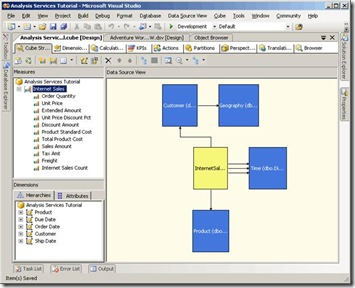 Analysis Services Tutorial - Microsoft Visual Studio
File Edit View Project Build Debug Database Data Source View Cube Tools Window Community Help
Analysis Servic...l.cube [Design] Adventure Wor...W.dsv [Design] Object Browser
Cube Str... Dimensio... Calculat... KPIs Actions Partitions Perspect... Translat... Browser
Measures
Analysis Services Tutorial
Internet Sales
Order Quantity
Unit Price
Extended Amount
Unit Price Discount Pct
Discount Amount
Product Standard Cost
Total Product Cost
Sales Amount
Tax Amt
Freight
Internet Sales Count
Dimensions
Hierarchies Attributes
Analysis Services Tutorial
Product
Due Date
Order Date
Customer
Ship Date
Data Source View
Customer (d...
Geography (dbo...
InternetSal...
Time (dbo.Di...
Product (dbo...
Toolbox
Database Explorer
Solution Explorer
Properties
Task List Error List Output
Item(s) Saved